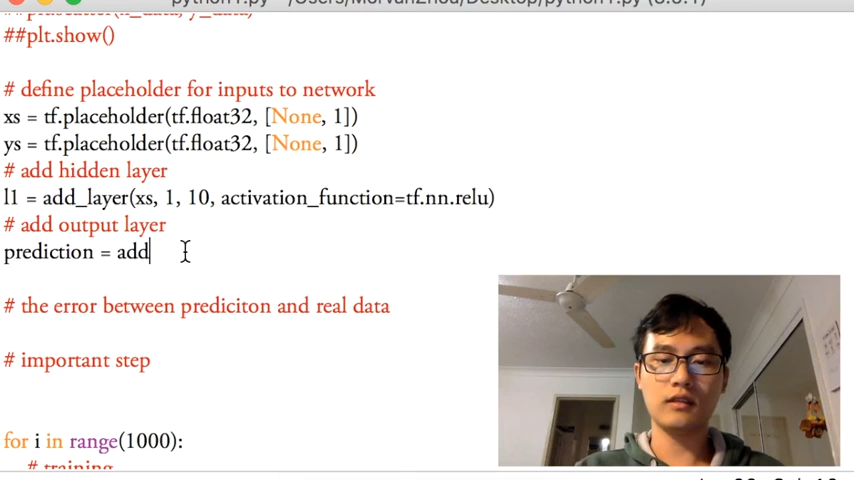 ##plt.show()
# define placeholder for inputs to network
xs = tf.placeholder(tf.float32, [None, 1])
ys = tf.placeholder(tf.float32, [None, 1])
# add hidden layer
l1 = add_layer(xs, 1, 10, activation_function=tf.nn.relu)
# add output layer
prediction = add
# the error between prediciton and real data
# important step
for i in range(1000):
# training